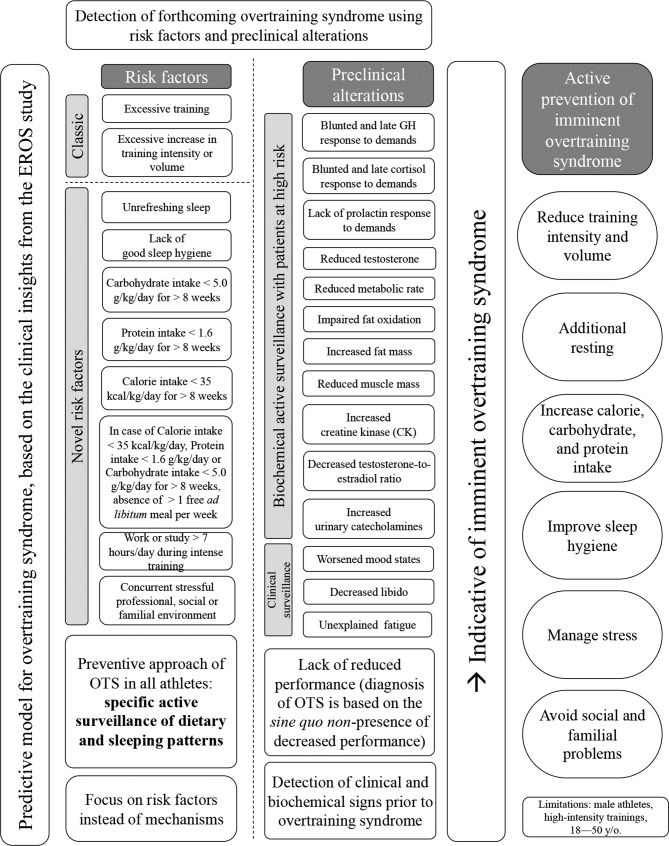 Detection of forthcoming overtraining syndrome using
risk factors and preclinical alterations
Predictive model for overtraining syndrome, based on the clinical insights from the EROS study
Risk factors
Classic
Excessive training
Excessive increase in
training intensity or
volume
Novel risk factors
Unrefreshing sleep
Lack of
good sleep hygiene
Carbohydrate intake < 5.0
g/kg/day for > 8 weeks
Protein intake < 1.6
g/kg/day for > 8 weeks
Calorie intake < 35
kcal/kg/day for > 8 weeks
In case of Calorie intake
< 35 kcal/kg/day, Protein
intake < 1.6 g/kg/day or
Carbohydrate intake < 5.0
g/kg/day for > 8 weeks,
absence of > 1 free ad
libitum meal per week
Work or study > 7
hours/day during intense
training
Concurrent stressful
professional, social or
familial environment
Preventive approach of
OTS in all athletes:
specific active
surveillance of dietary
and sleeping patterns
Focus on risk factors
instead of mechanisms
Preclinical
alterations
Biochemical active surveillance with patients at high risk
Blunted and late GH
response to demands
Blunted and late cortisol
response to demands
Lack of prolactin response
to demands
Reduced testosterone
Reduced metabolic rate
Impaired fat oxidation
Increased fat mass
Reduced muscle mass
Increased
creatine kinase (CK)
Decreased testosterone-to-
estradiol ratio
Increased
urinary catecholamines
Clinical
surveillance
Worsened mood states
Decreased libido
Unexplained fatigue
Lack of reduced
performance (diagnosis
of OTS is based on the
sine quo non-presence of
decreased performance)
Detection of clinical and
biochemical signs prior to
overtraining syndrome
→ Indicative of imminent overtraining syndrome
Active
prevention of
imminent
overtraining
syndrome
Reduce training
intensity and
volume
Additional
resting
Increase calorie,
carbohydrate,
and protein
intake
Improve sleep
hygiene
Manage stress
Avoid social and
familial
problems
Limitations: male athletes,
high-intensity trainings,
18—50 y/o.